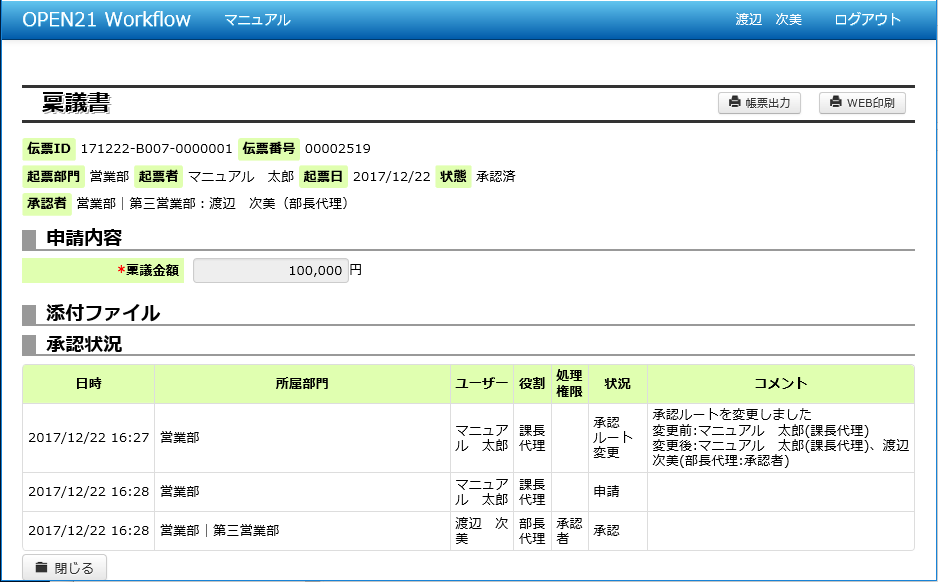 OPEN21 Workflow マニュアル 渡辺　次美 ログアウト
稟議書 帳票出力 WEB印刷
伝票ID 171222-B007-0000001 伝票番号 00002519
起票部門 営業部 起票者 マニュアル　太郎 起票日 2017/12/22 状態 承認済
承認者 営業部｜第三営業部：渡辺　次美（部長代理）
申請内容
*稟議金額 100,000 円
添付ファイル
承認状況
日時 所属部門 ユーザー 役割 処理権限 状況 コメント
2017/12/22 16:27 営業部 マニュアル　太郎 課長代理 承認ルート変更 承認ルートを変更しました
変更前:マニュアル　太郎(課長代理)
変更後:マニュアル　太郎(課長代理)、渡辺
次美(部長代理:承認者)
2017/12/22 16:28 営業部 マニュアル　太郎 課長代理 申請
2017/12/22 16:28 営業部｜第三営業部 渡辺　次美 部長代理 承認者 承認
閉じる